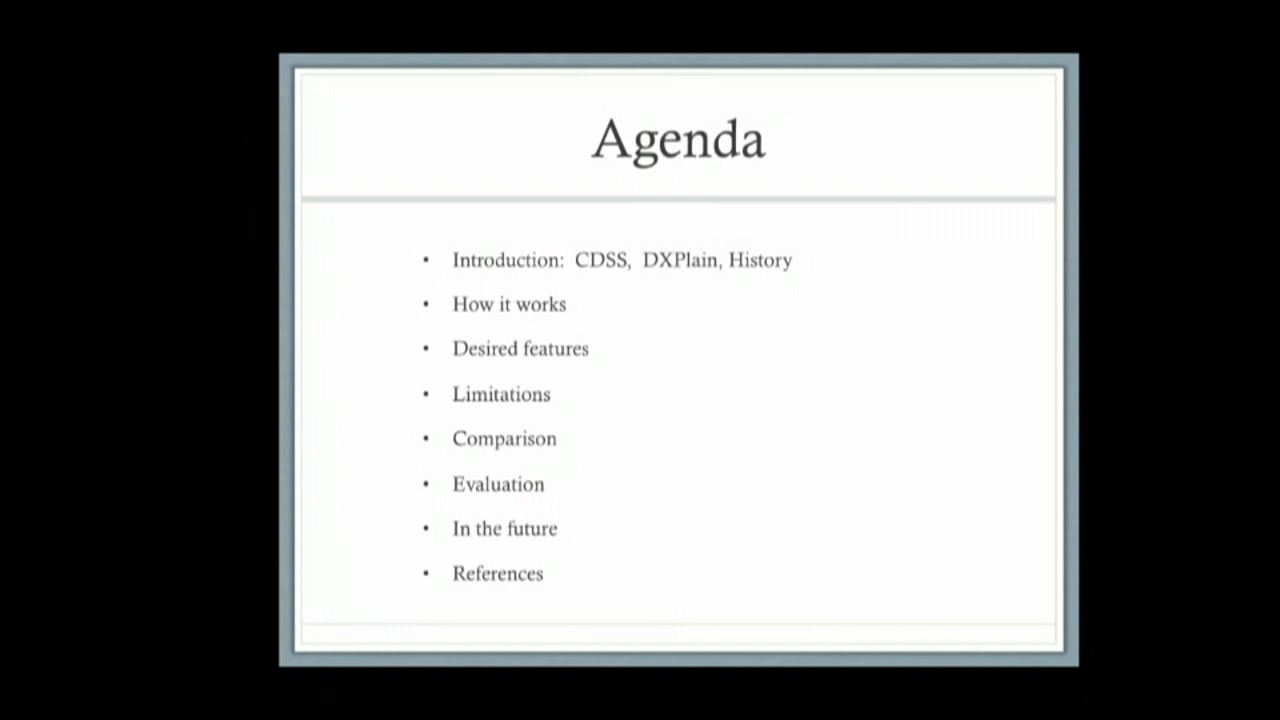 Agenda
• Introduction: CDSS, DXPlain, History
• How it works
• Desired features
• Limitations
• Comparison
• Evaluation
• In the future
• References